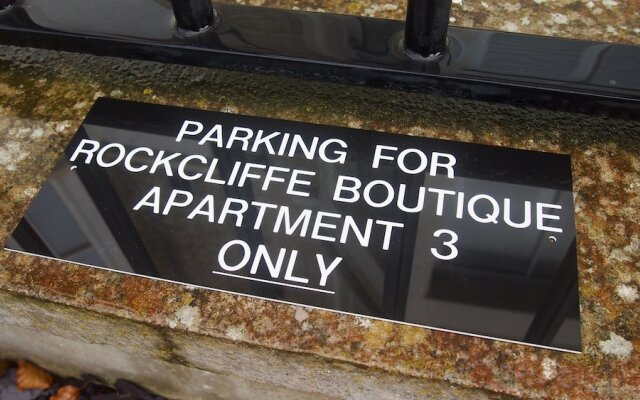 PARKING FOR
ROCKCLIFFE BOUTIQUE
APARTMENT 3
ONLY